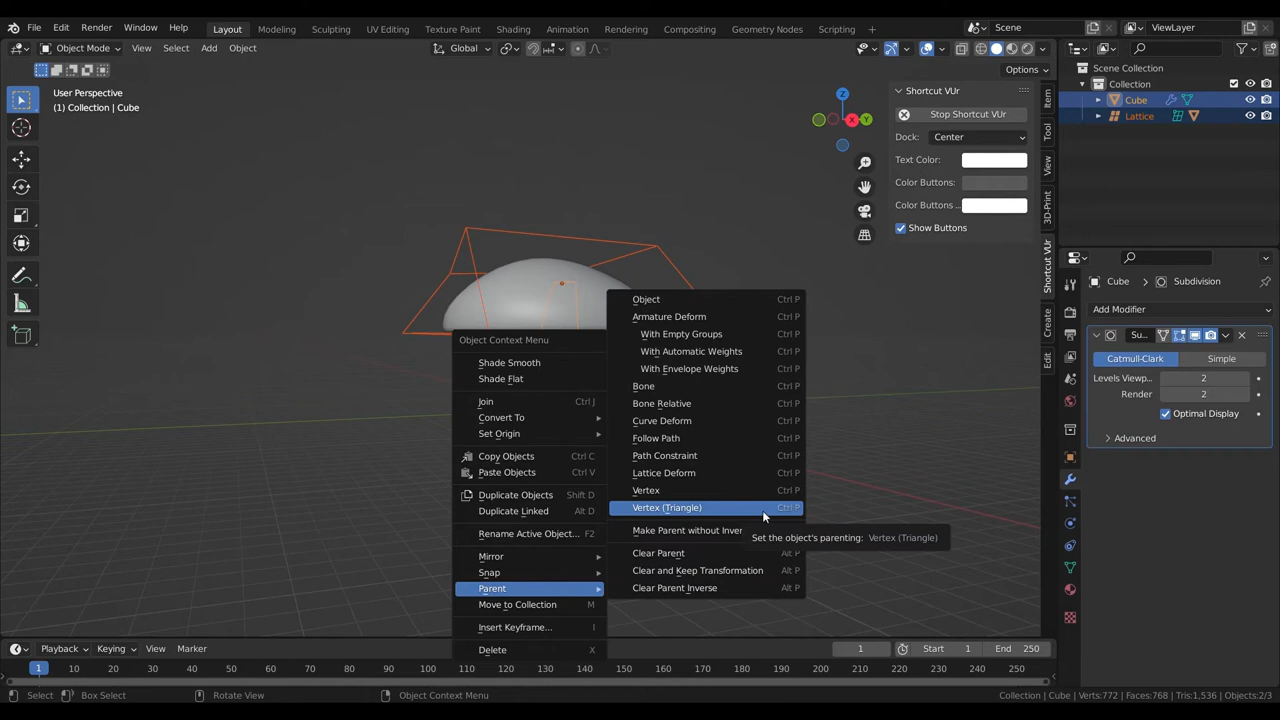 File Edit Render Window Help Layout Modeling Sculpting UV Editing Texture Paint Shading Animation Rendering Compositing Geometry Nodes Scripting Scene ViewLayer
Object Mode View Select Add Object Global
Options
User Perspective
(1) Collection | Cube
Z
X
Y
Shortcut VUr
Stop Shortcut VUr
Dock: Center
Text Color:
Color Buttons:
Color Buttons ..
Show Buttons
Item
Tool
View
3D-Print
Shortcut VUr
Create
Edit
Scene Collection
Collection
Cube
Lattice
Cube Subdivision
Add Modifier
Su...
Catmull-Clark Simple
Levels Viewp... 2
Render 2
Optimal Display
Advanced
Object Context Menu
Shade Smooth
Shade Flat
Join Ctrl J
Convert To
Set Origin
Copy Objects Ctrl C
Paste Objects Ctrl V
Duplicate Objects Shift D
Duplicate Linked Alt D
Rename Active Object... F2
Mirror
Snap
Parent
Move to Collection M
Insert Keyframe... I
Delete X
Object Ctrl P
Armature Deform Ctrl P
With Empty Groups Ctrl P
With Automatic Weights Ctrl P
With Envelope Weights Ctrl P
Bone Ctrl P
Bone Relative Ctrl P
Curve Deform Ctrl P
Follow Path Ctrl P
Path Constraint Ctrl P
Lattice Deform Ctrl P
Vertex Ctrl P
Vertex (Triangle) Ctrl P
Make Parent without Inver
Set the object's parenting: Vertex (Triangle)
Clear Parent Alt P
Clear and Keep Transformation Alt P
Clear Parent Inverse Alt P
Playback Keying View Marker 1 Start 1 End 250
1 10 20 30 40 50 60 70 80 90 100 110 120 130 140 150 160 170 180 190 200 210 220 230 240 250
Select Box Select Rotate View Object Context Menu Collection | Cube | Verts:772 | Faces:768 | Tris:1,536 | Objects:2/3